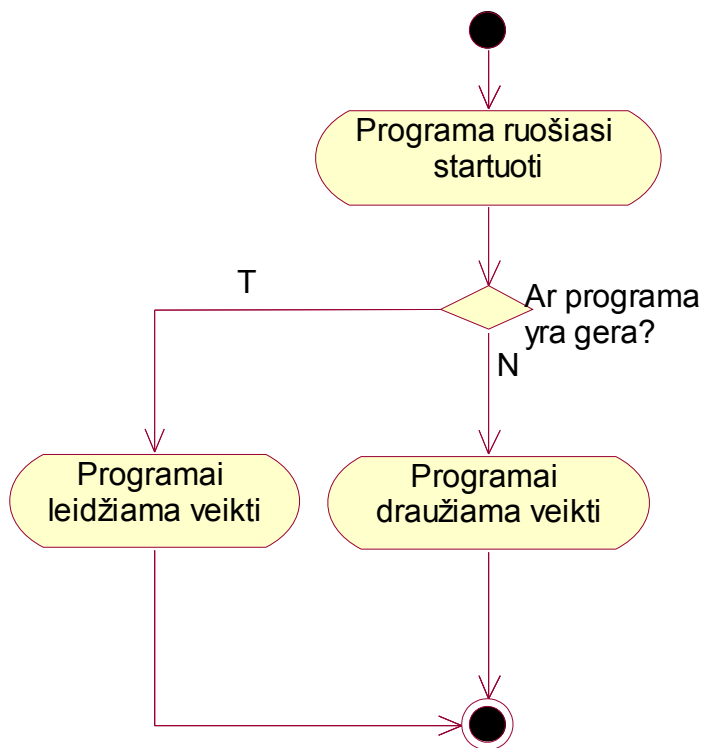 Programa ruošiasi
startuoti
T
Ar programa
yra gera?
N
Programai
leidžiama veikti
Programai
draužiama veikti